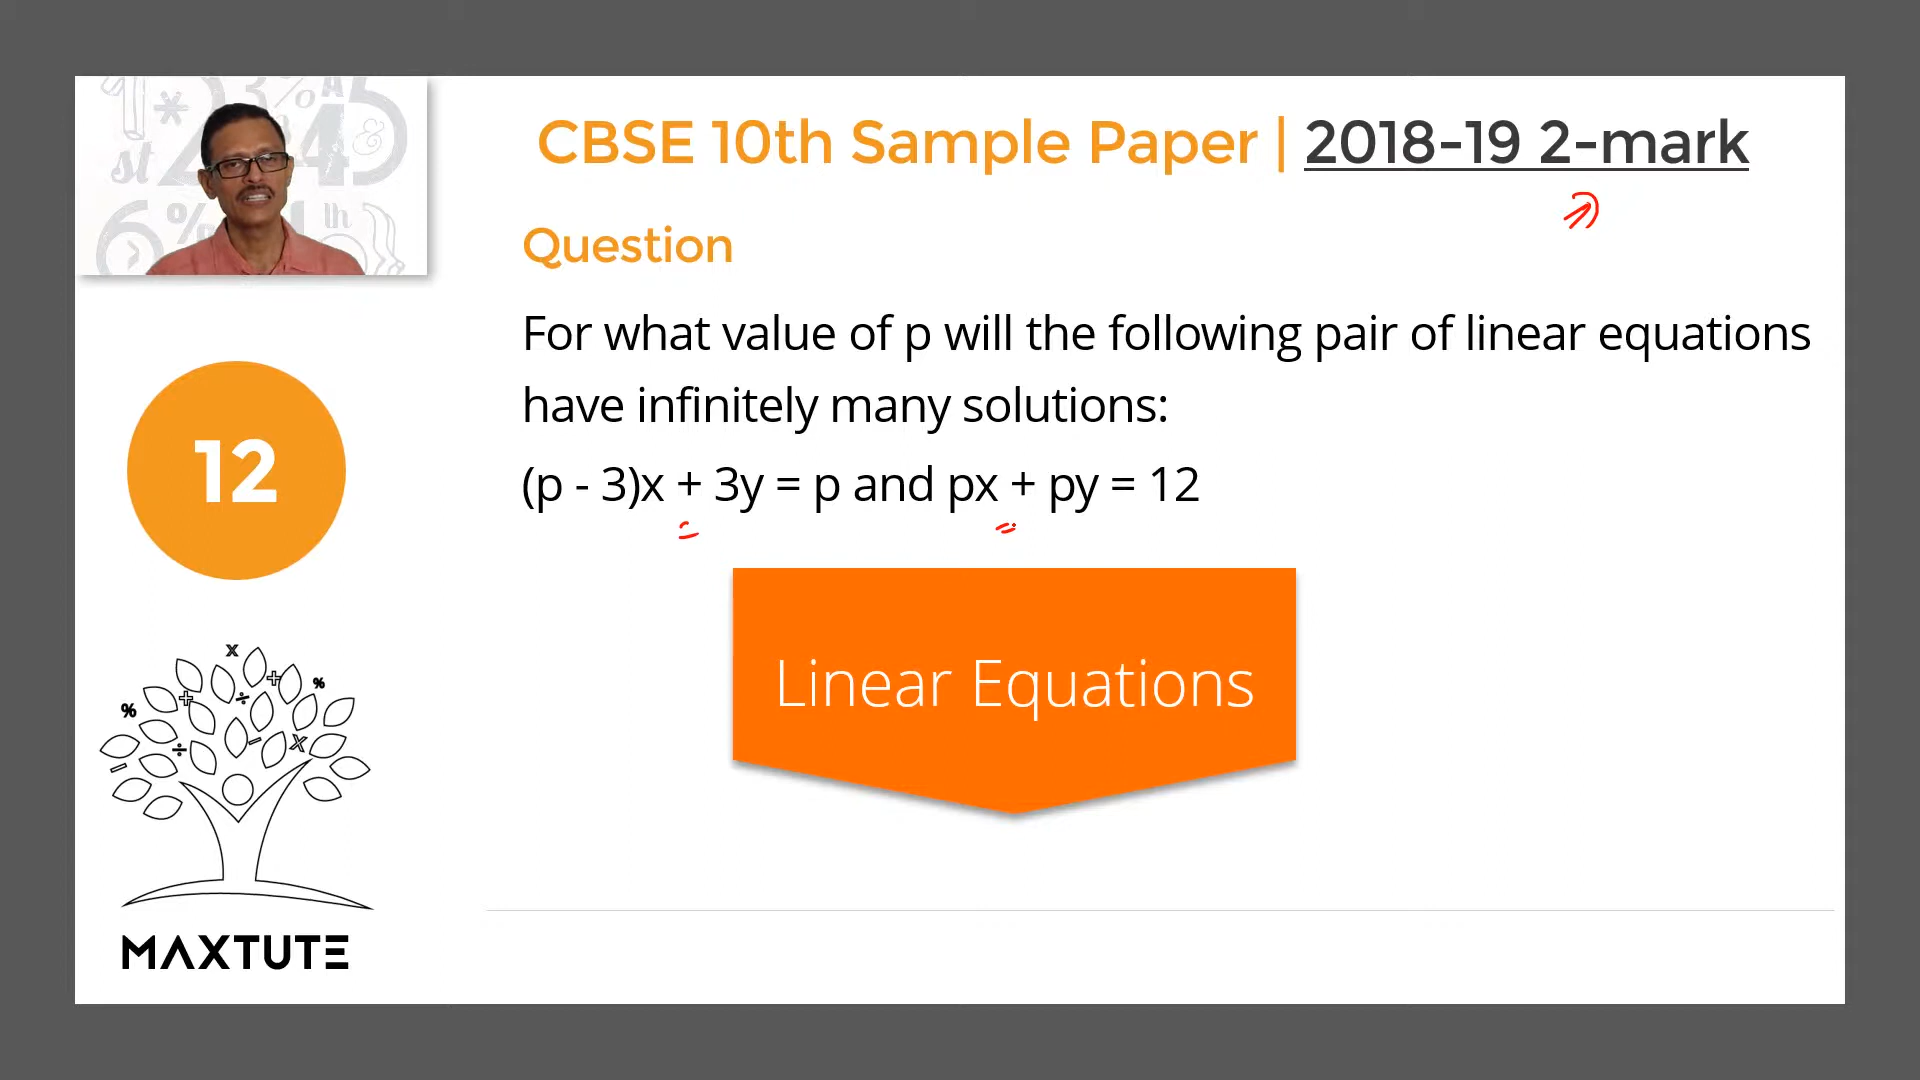 CBSE 10th Sample Paper | 2018-19 2-mark
Question
For what value of p will the following pair of linear equations
have infinitely many solutions:
(p - 3)x + 3y = p and px + py = 12
12
Linear Equations
MAXTUTE